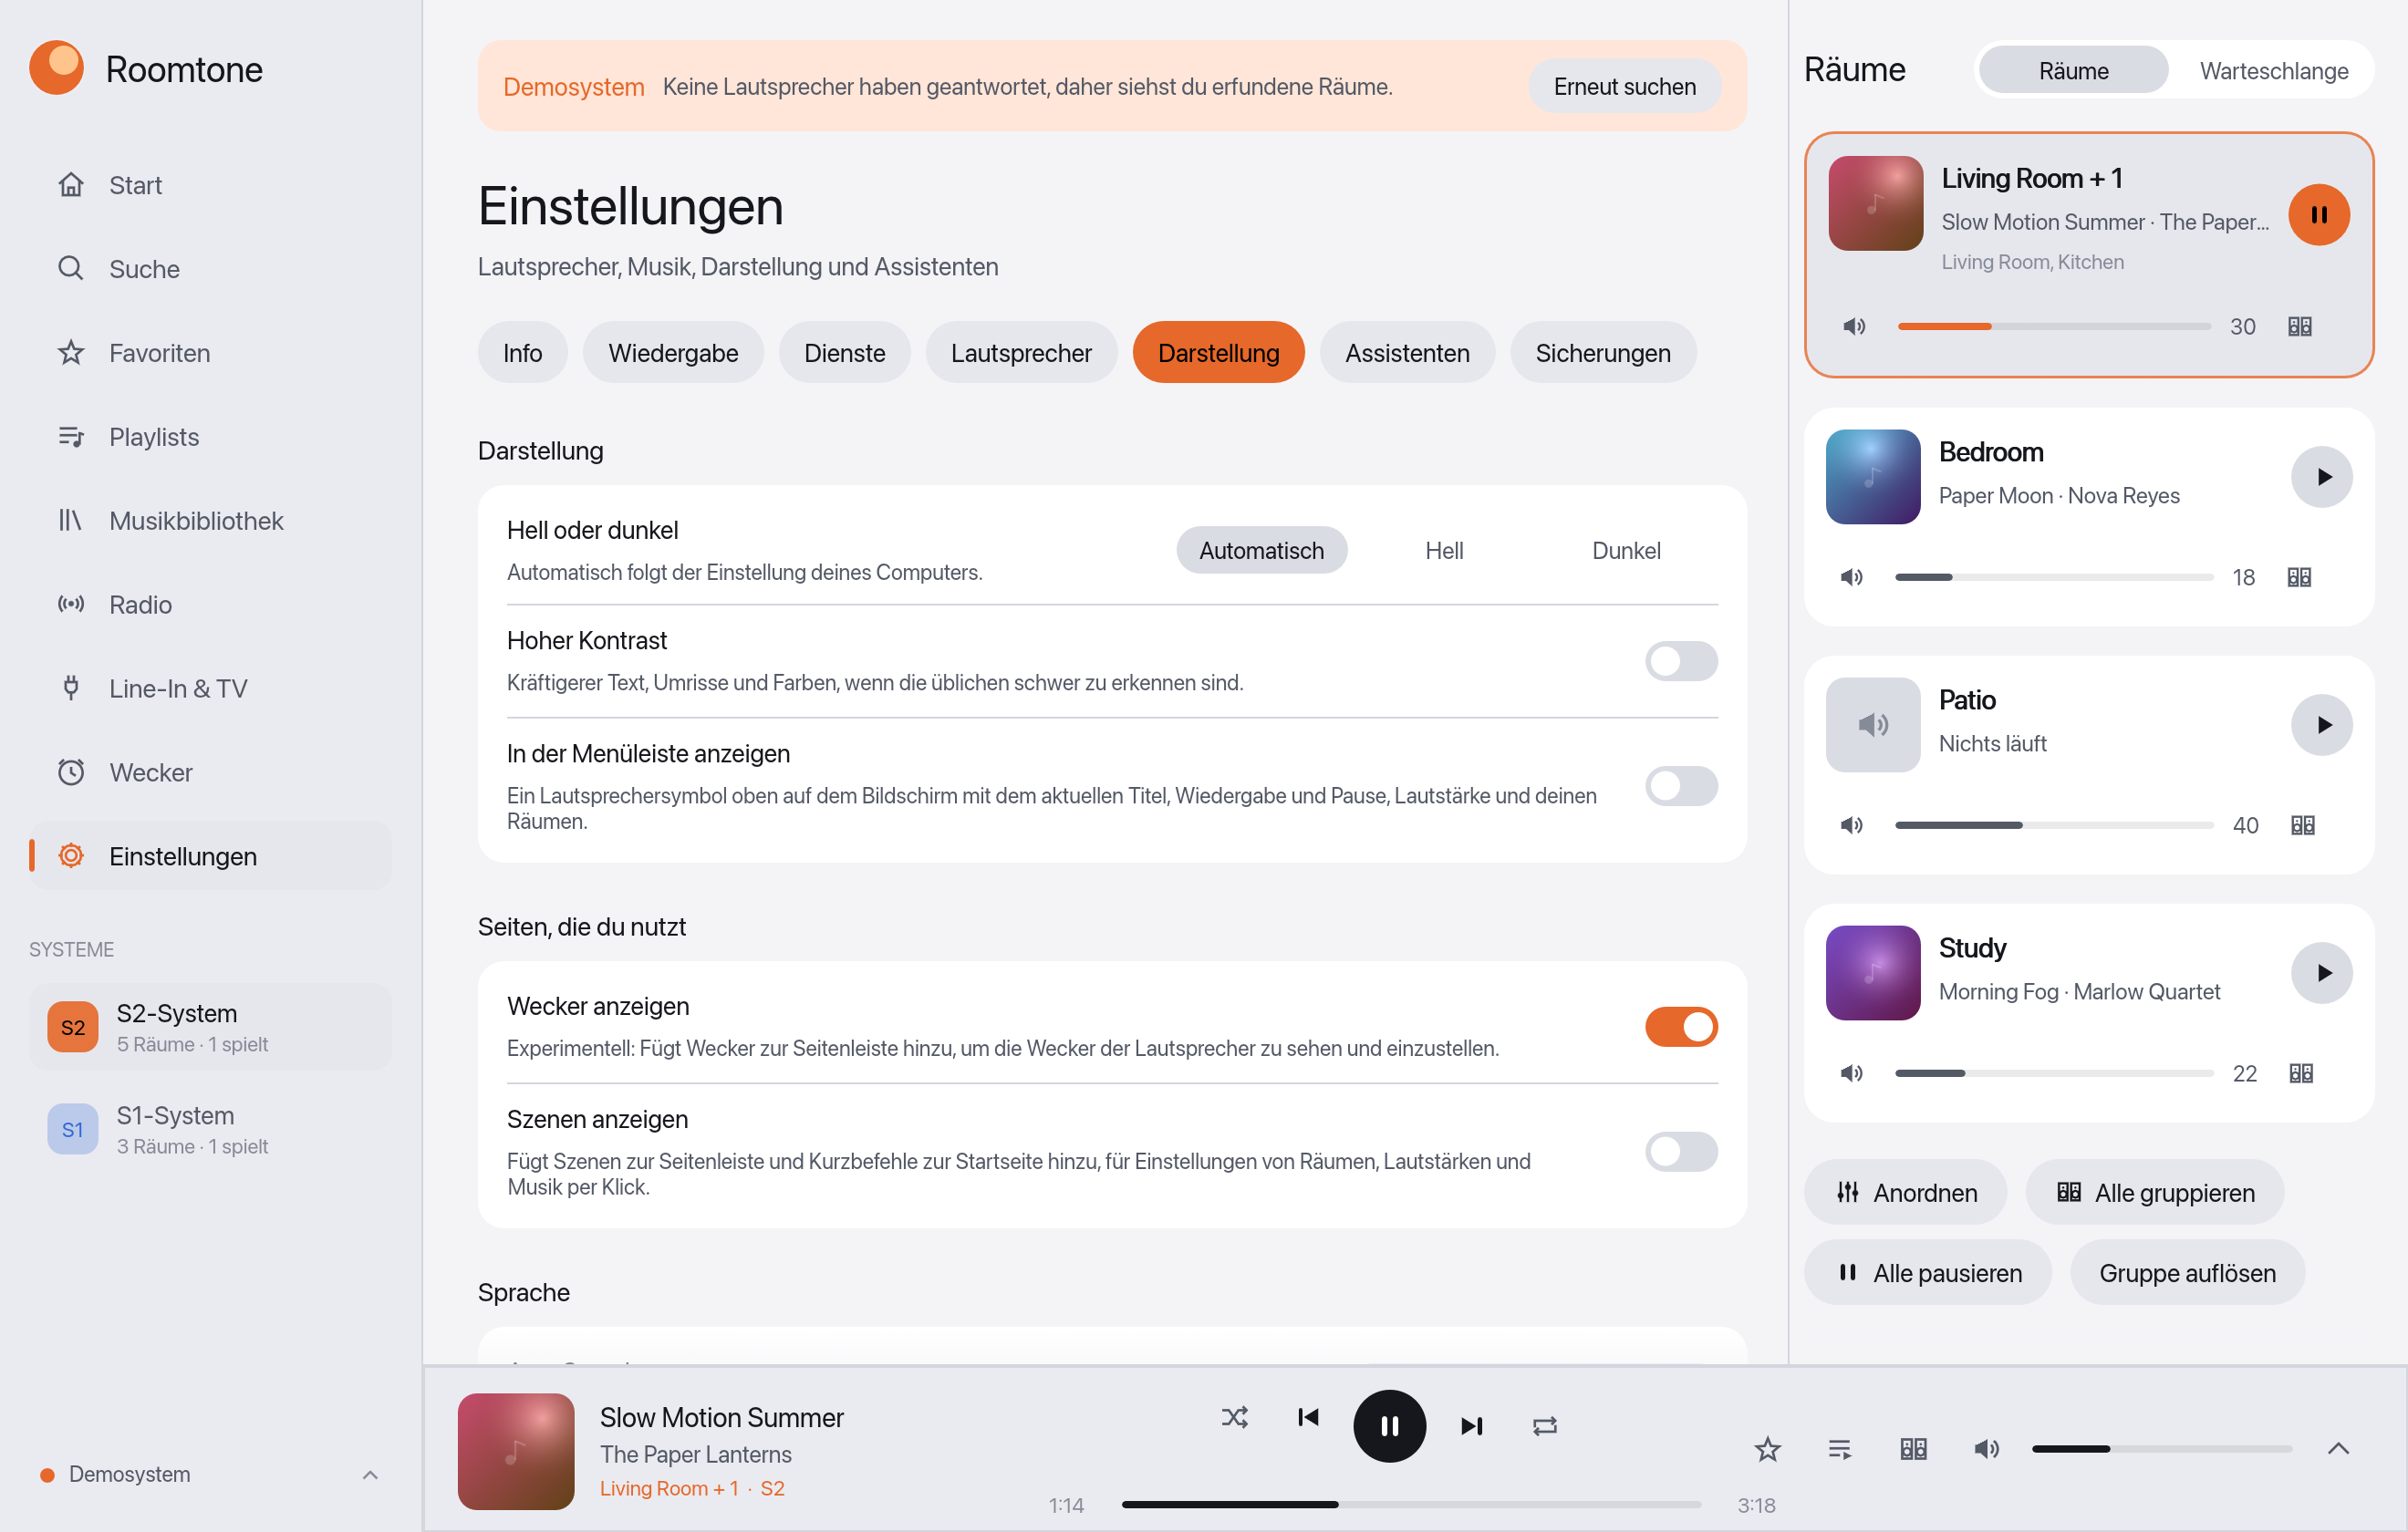 Roomtone
Start
Suche
Favoriten
Playlists
Musikbibliothek
Radio
Line-In & TV
Wecker
Einstellungen
SYSTEME
S2
S2-System
5 Räume · 1 spielt
S1
S1-System
3 Räume · 1 spielt
Demosystem
Demosystem Keine Lautsprecher haben geantwortet, daher siehst du erfundene Räume.
Erneut suchen
Einstellungen
Lautsprecher, Musik, Darstellung und Assistenten
Info Wiedergabe Dienste Lautsprecher Darstellung Assistenten Sicherungen
Darstellung
Hell oder dunkel
Automatisch folgt der Einstellung deines Computers.
Automatisch Hell Dunkel
Hoher Kontrast
Kräftigerer Text, Umrisse und Farben, wenn die üblichen schwer zu erkennen sind.
In der Menüleiste anzeigen
Ein Lautsprechersymbol oben auf dem Bildschirm mit dem aktuellen Titel, Wiedergabe und Pause, Lautstärke und deinen
Räumen.
Seiten, die du nutzt
Wecker anzeigen
Experimentell: Fügt Wecker zur Seitenleiste hinzu, um die Wecker der Lautsprecher zu sehen und einzustellen.
Szenen anzeigen
Fügt Szenen zur Seitenleiste und Kurzbefehle zur Startseite hinzu, für Einstellungen von Räumen, Lautstärken und
Musik per Klick.
Sprache
Räume
Räume Warteschlange
Living Room + 1
Slow Motion Summer · The Paper...
Living Room, Kitchen
30
Bedroom
Paper Moon · Nova Reyes
18
Patio
Nichts läuft
40
Study
Morning Fog · Marlow Quartet
22
Anordnen Alle gruppieren
Alle pausieren Gruppe auflösen
Slow Motion Summer
The Paper Lanterns
Living Room + 1 · S2
1:14
3:18